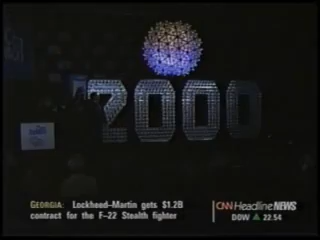 2000
GEORGIA: Lockheed-Martin gets $1.2B
contract for the F-22 Stealth fighter
CNN Headline NEWS
DOW ▲ 22.54